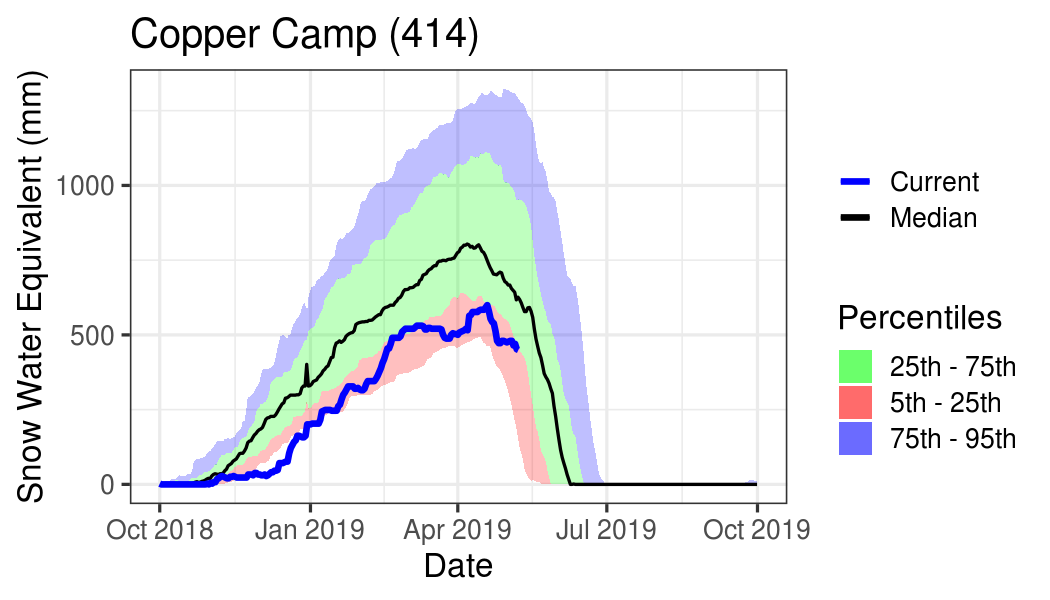 Copper Camp (414)
Snow Water Equivalent (mm)
1000
500
0
Oct 2018
Jan 2019
Apr 2019
Jul 2019
Oct 2019
Date
Current
Median
Percentiles
25th - 75th
5th - 25th
75th - 95th